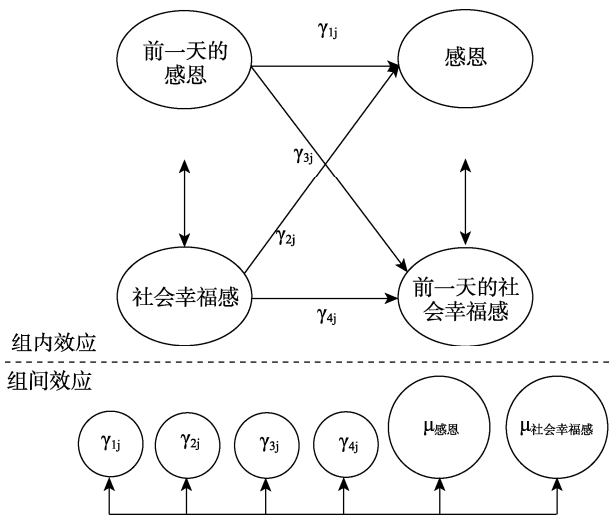 前一天的
感恩
γ1j
感恩
γ3j
γ2j
社会幸福感
γ4j
前一天的社
会幸福感
组内效应
组间效应
γ1j
γ2j
γ3j
γ4j
μ感恩
μ社会幸福感